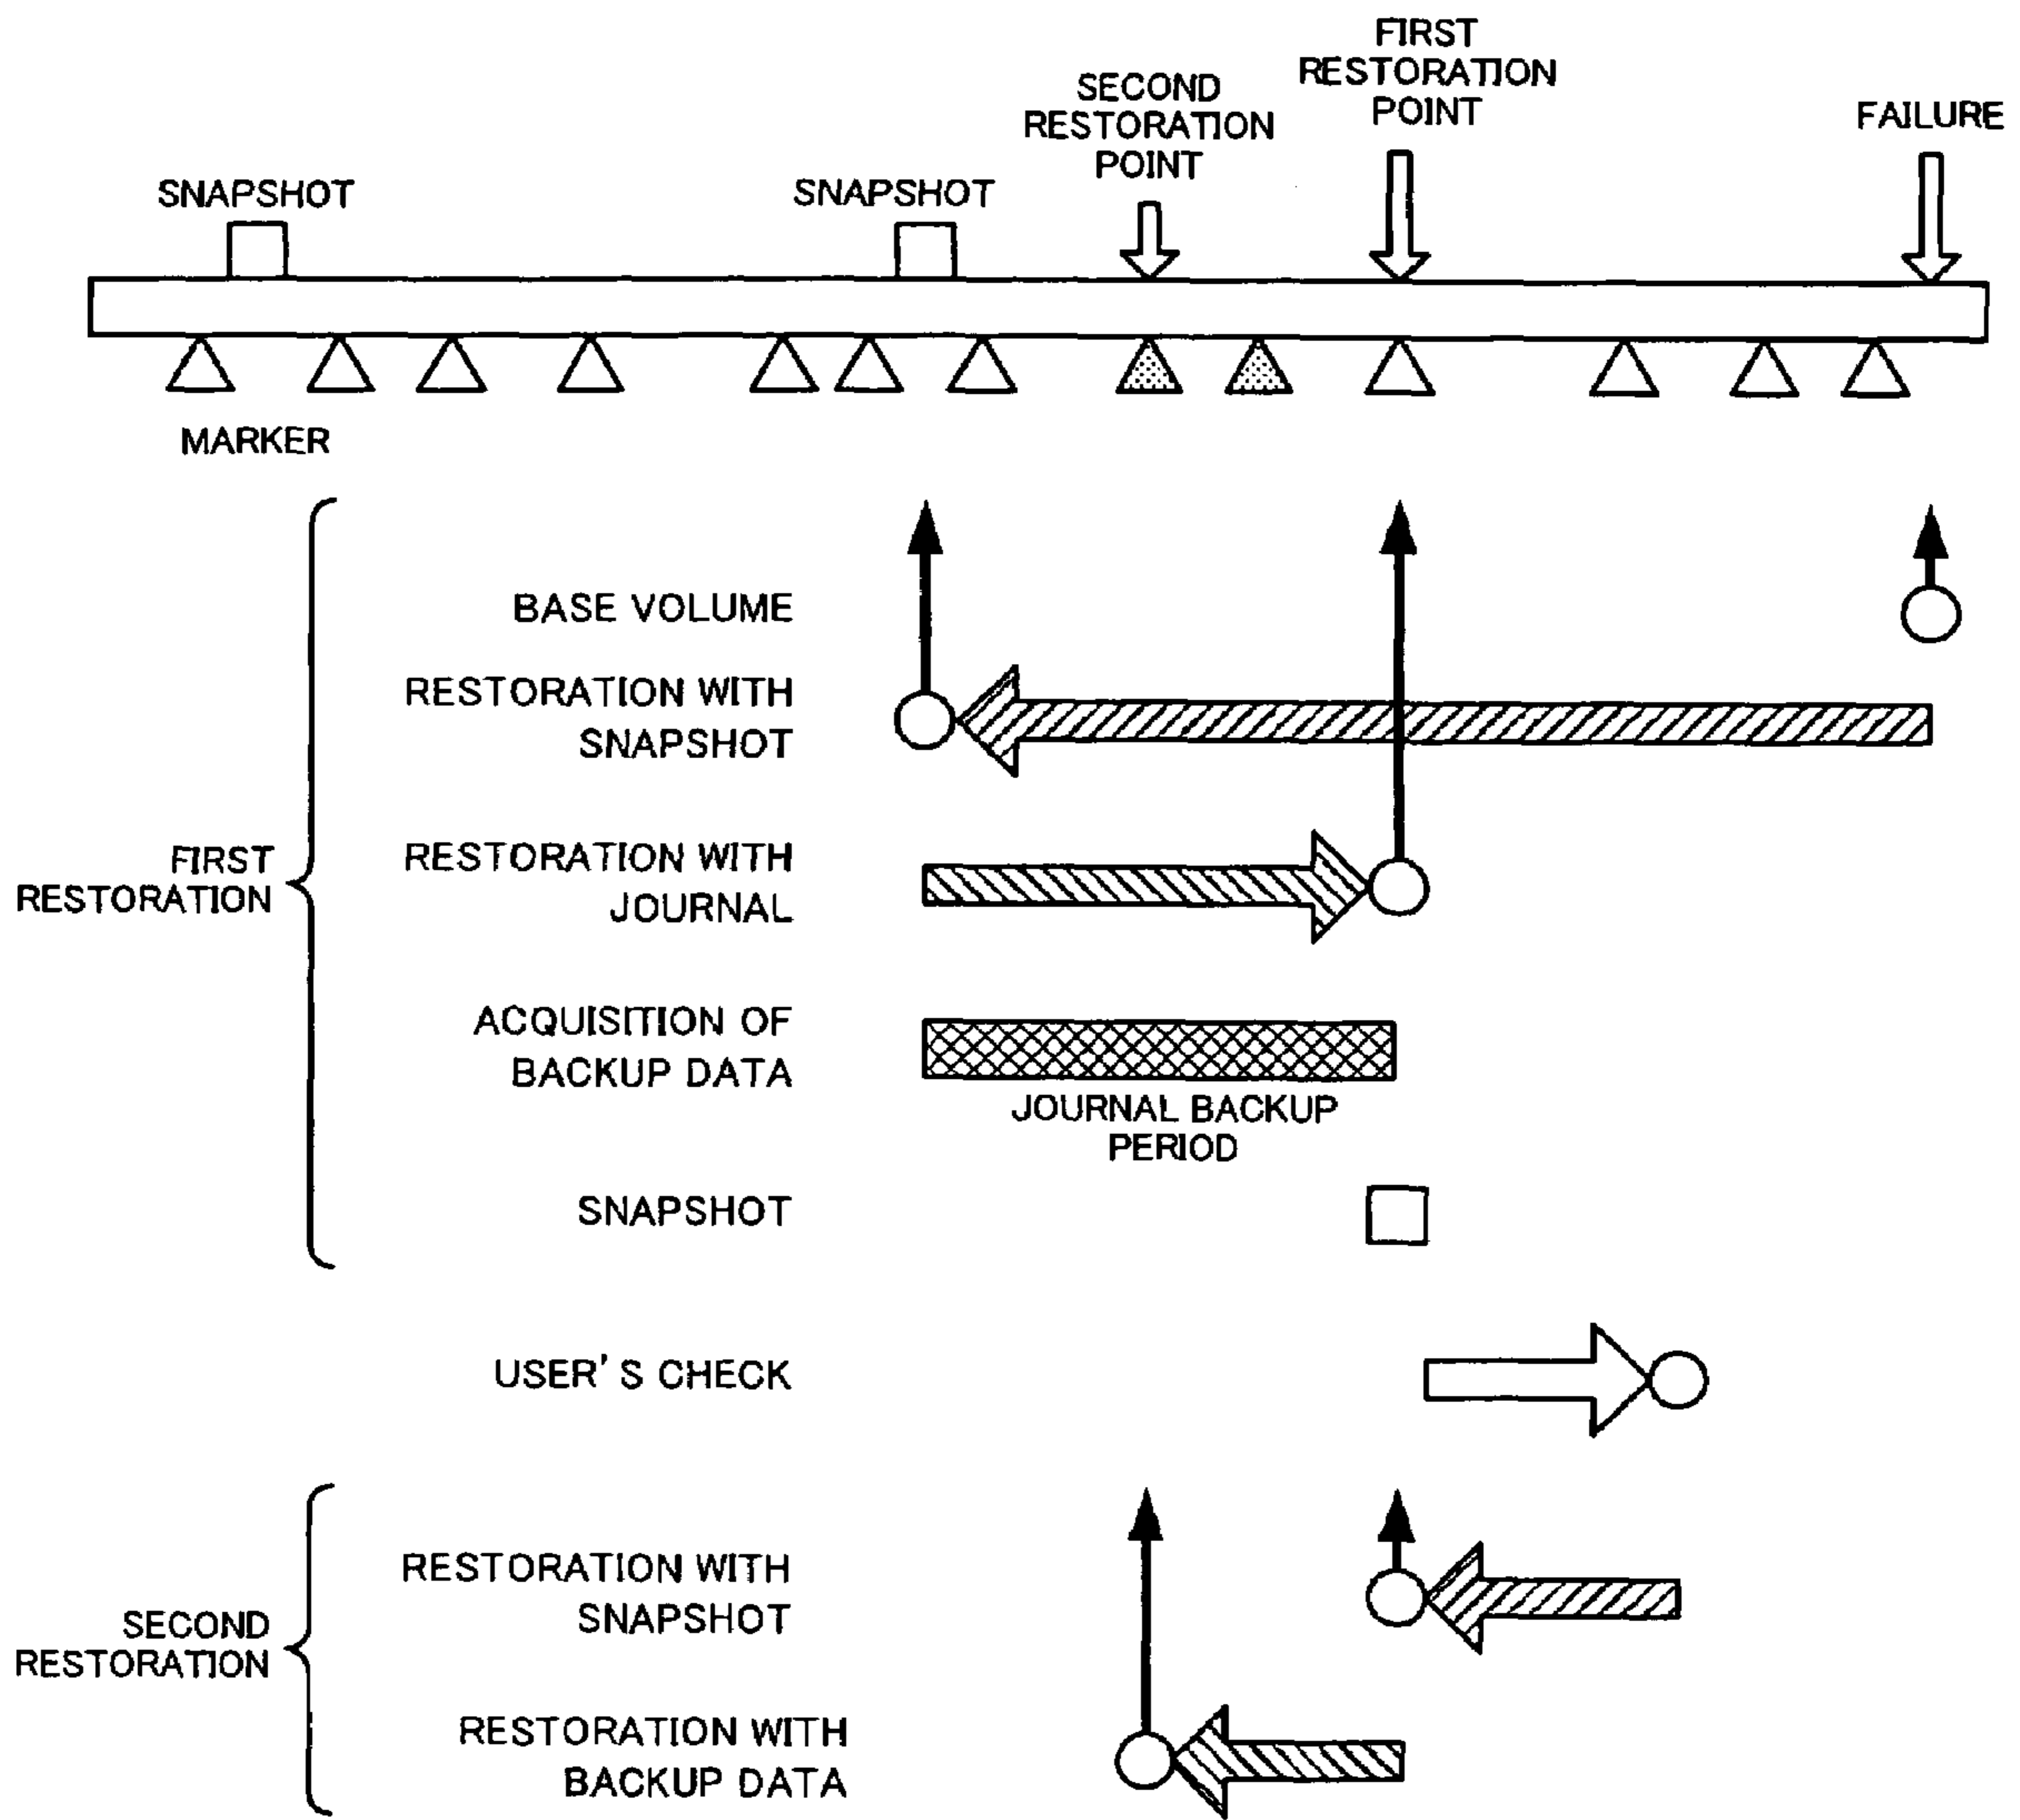 FIRST
RESTORATION
POINT
SECOND
RESTORATION
POINT
FAILURE
SNAPSHOT
SNAPSHOT
MARKER
BASE VOLUME
RESTORATION WITH
SNAPSHOT
FIRST
RESTORATION
RESTORATION WITH
JOURNAL
ACQUISITION OF
BACKUP DATA
JOURNAL BACKUP
PERIOD
SNAPSHOT
USER'S CHECK
RESTORATION WITH
SNAPSHOT
SECOND
RESTORATION
RESTORATION WITH
BACKUP DATA